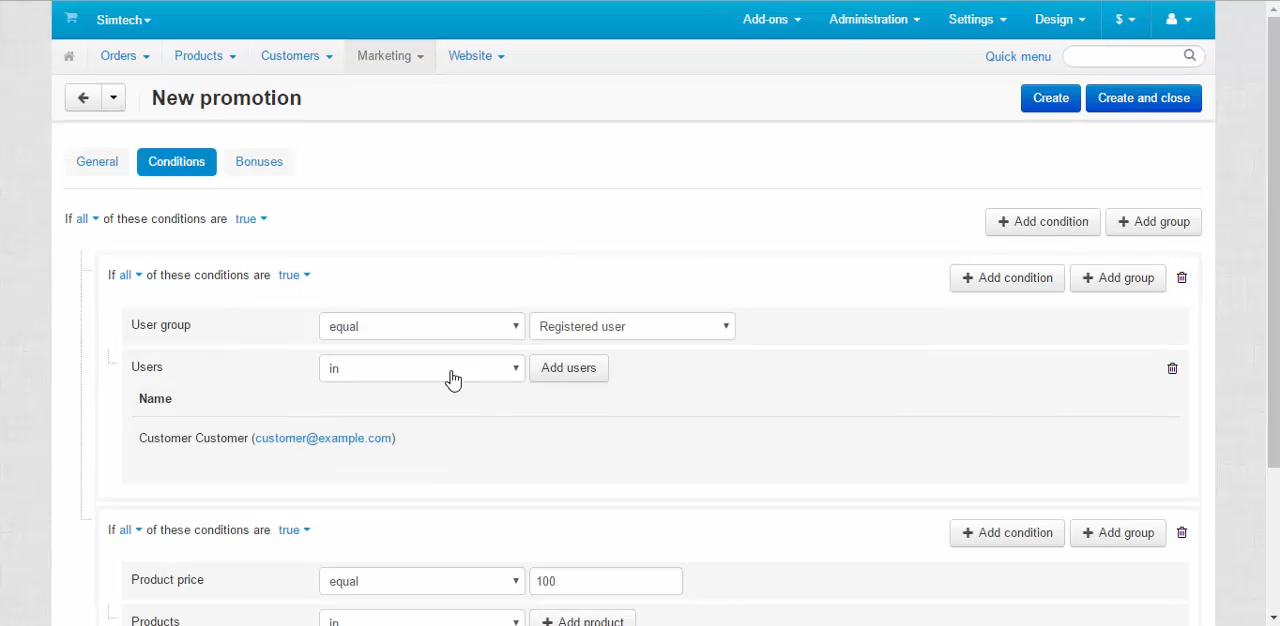 Simtech Add-ons Administration Settings Design $
Orders Products Customers Marketing Website Quick menu
New promotion Create Create and close
General Conditions Bonuses
If all of these conditions are true + Add condition + Add group
If all of these conditions are true + Add condition + Add group
User group equal Registered user
Users in Add users
Name
Customer Customer (customer@example.com)
If all of these conditions are true + Add condition + Add group
Product price equal 100
Products in + Add product